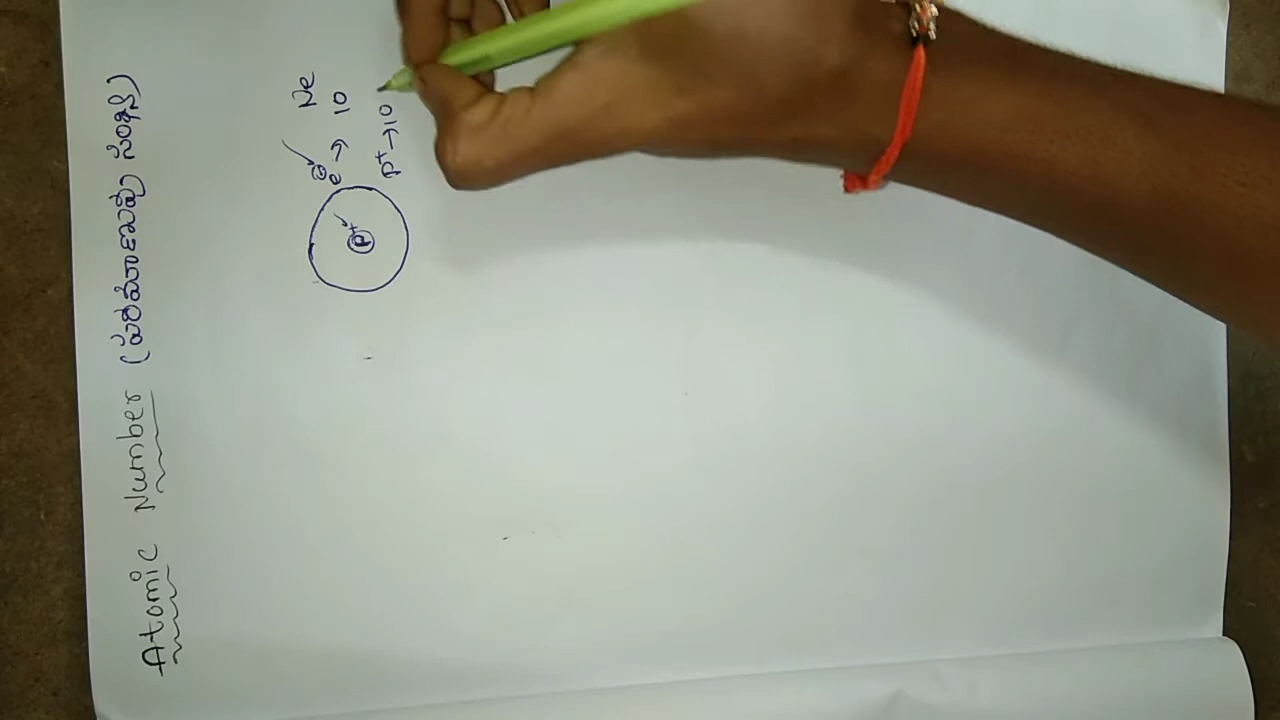 Atomic Number (ಪರಮಾಣುವು ಸಂಖ್ಯೆ)
Ne
e⁻ → 10
p⁺ → 10
p⁺